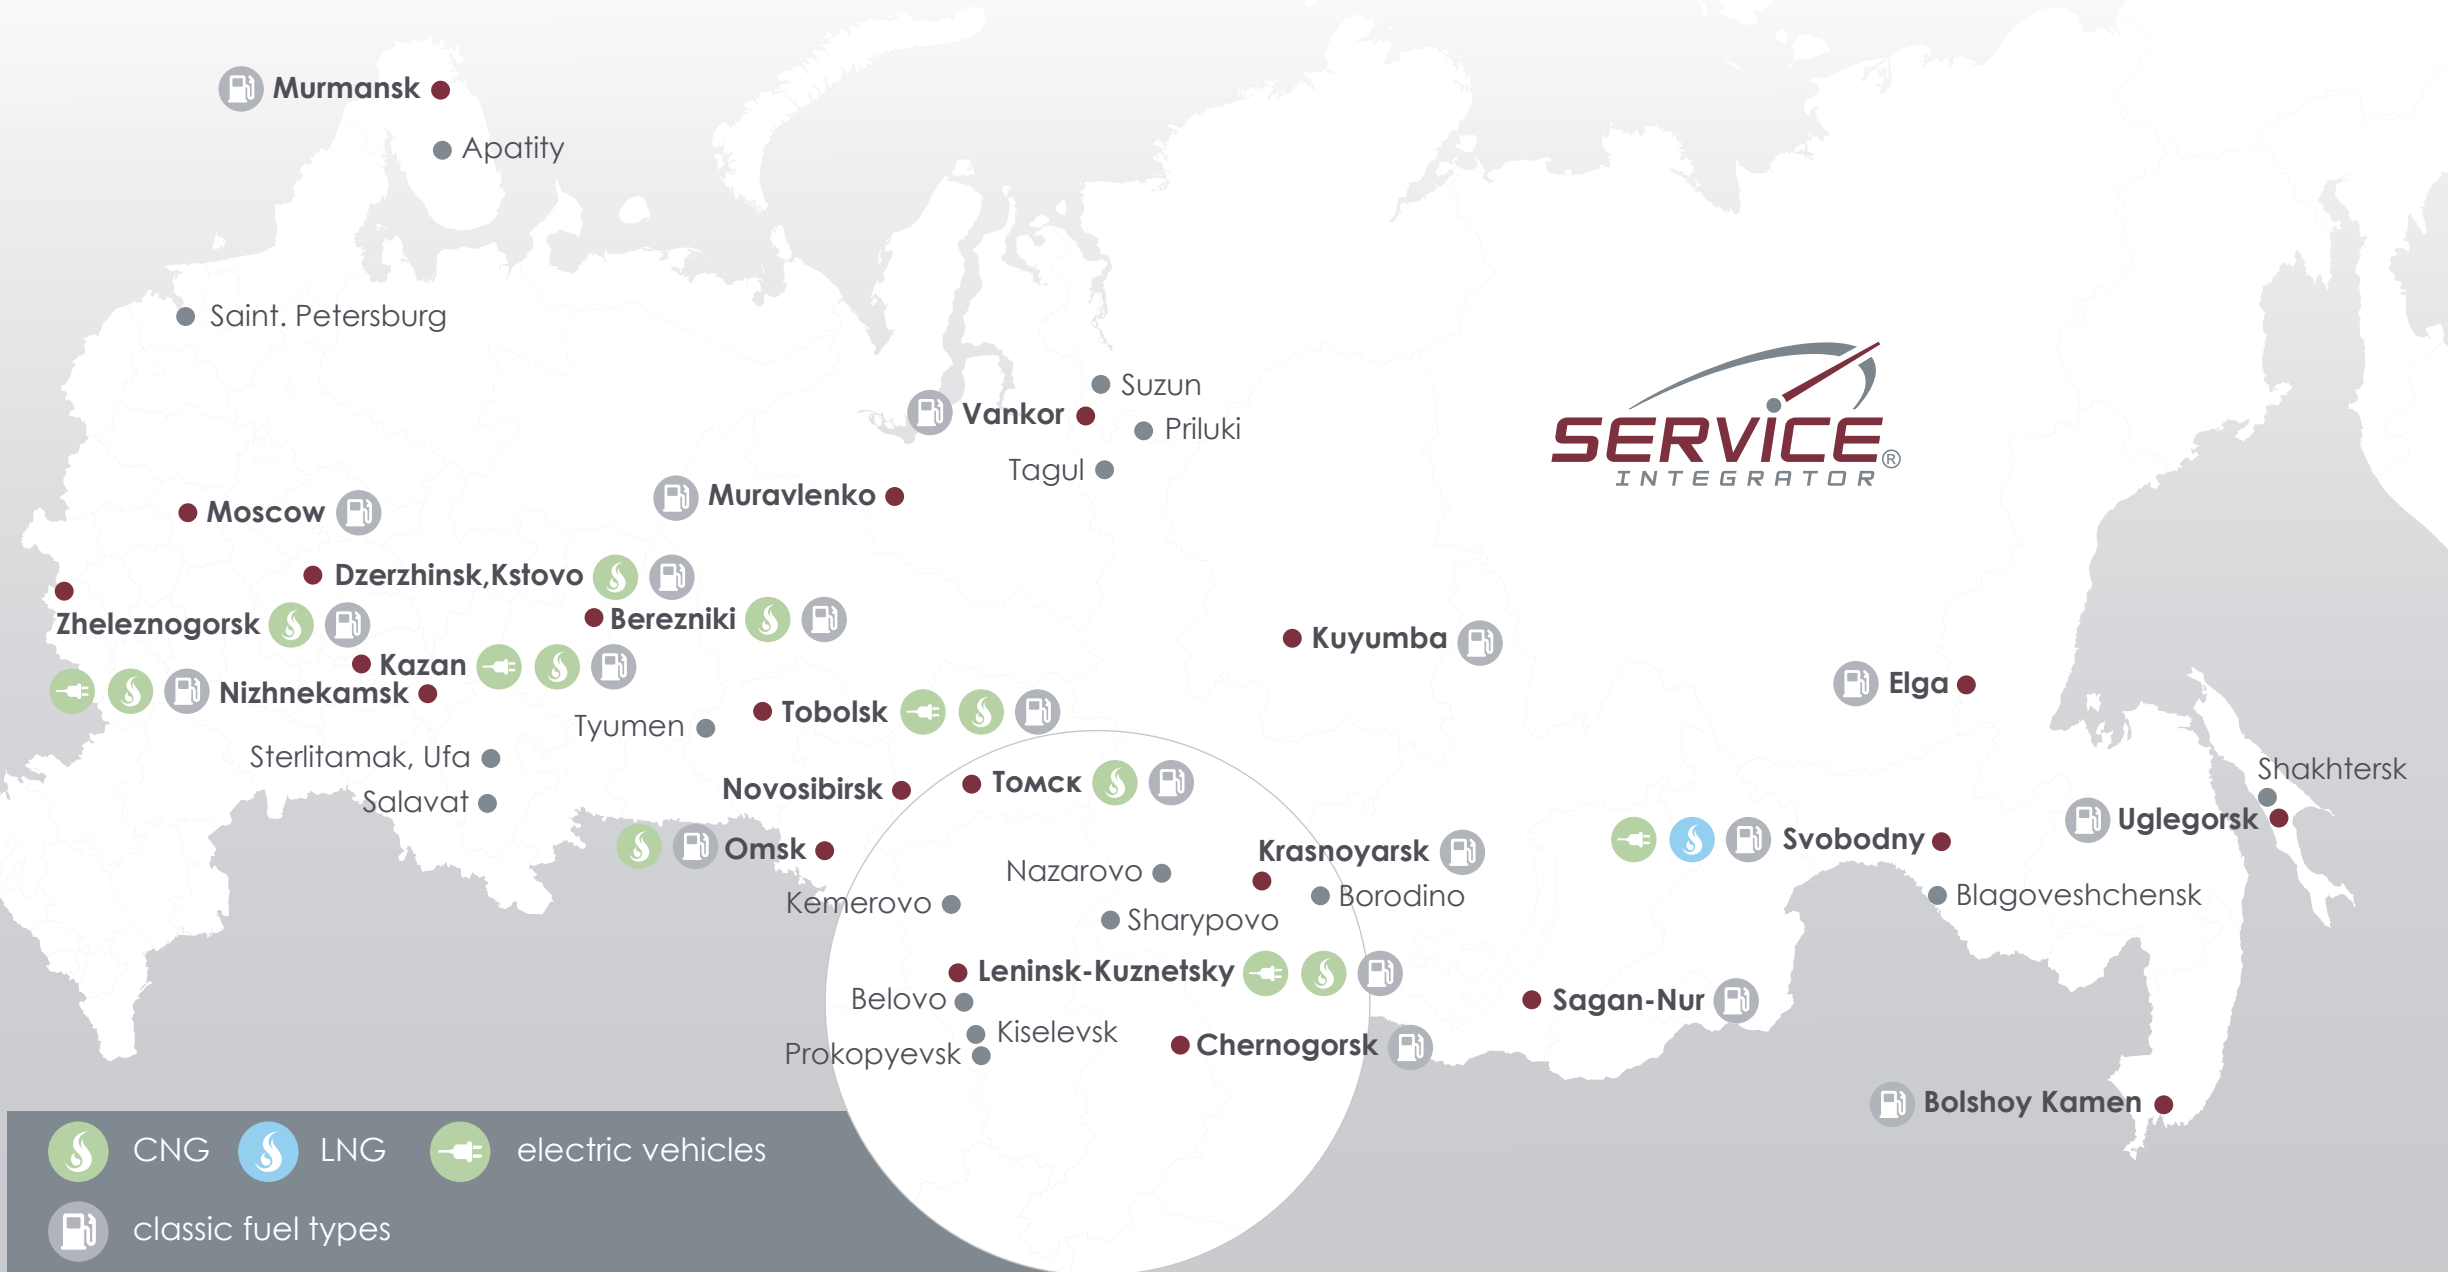 Murmansk
Apatity
Saint. Petersburg
Suzun
Vankor
Priluki
Tagul
SERVICE®
INTEGRATOR
Muravlenko
Moscow
Dzerzhinsk,Kstovo
Berezniki
Zheleznogorsk
Kuyumba
Kazan
Nizhnekamsk
Elga
Tobolsk
Tyumen
Sterlitamak, Ufa
Shakhtersk
Novosibirsk
Томск
Salavat
Uglegorsk
Svobodny
Omsk
Krasnoyarsk
Nazarovo
Borodino
Blagoveshchensk
Kemerovo
Sharypovo
Leninsk-Kuznetsky
Belovo
Sagan-Nur
Kiselevsk
Chernogorsk
Prokopyevsk
Bolshoy Kamen
CNG LNG electric vehicles
classic fuel types